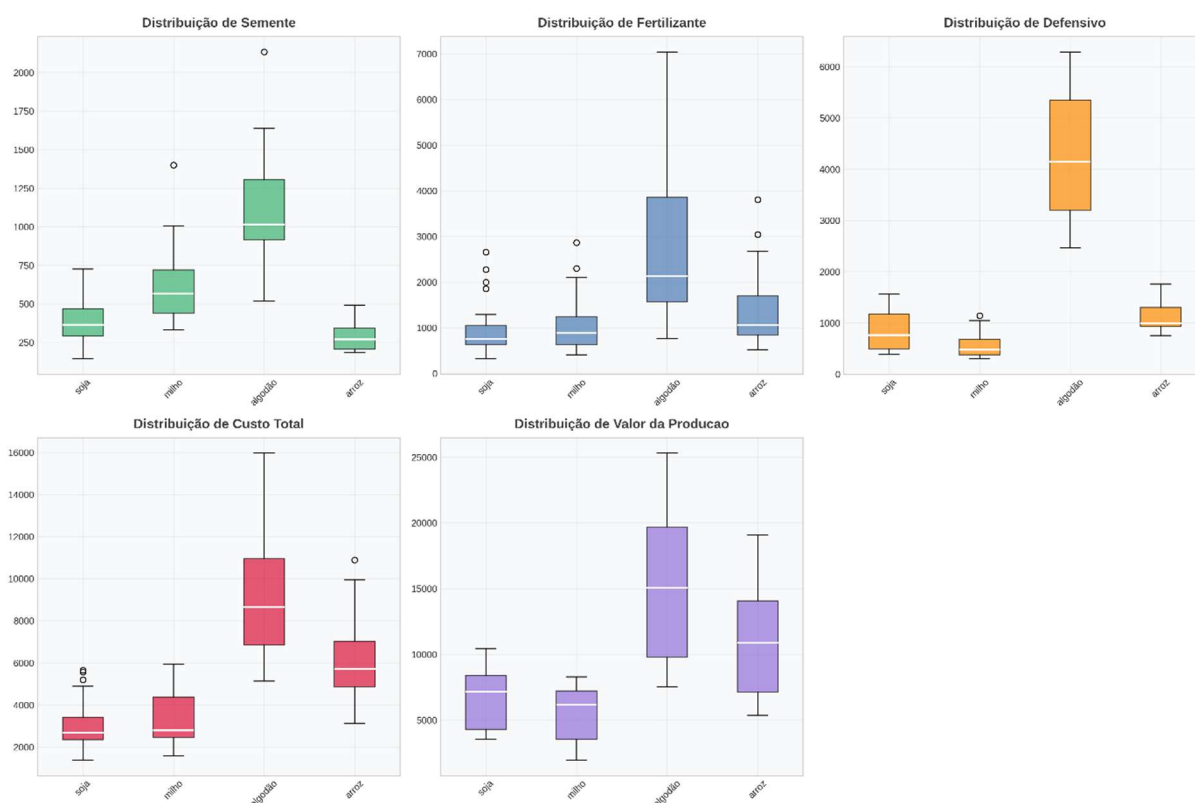 Distribuição de Semente
2000
1750
1500
1250
1000
750
500
250
soja
milho
algodão
arroz
Distribuição de Fertilizante
7000
6000
5000
4000
3000
2000
1000
0
soja
milho
algodão
arroz
Distribuição de Defensivo
6000
5000
4000
3000
2000
1000
0
soja
milho
algodão
arroz
Distribuição de Custo Total
16000
14000
12000
10000
8000
6000
4000
2000
soja
milho
algodão
arroz
Distribuição de Valor da Producao
25000
20000
15000
10000
5000
soja
milho
algodão
arroz